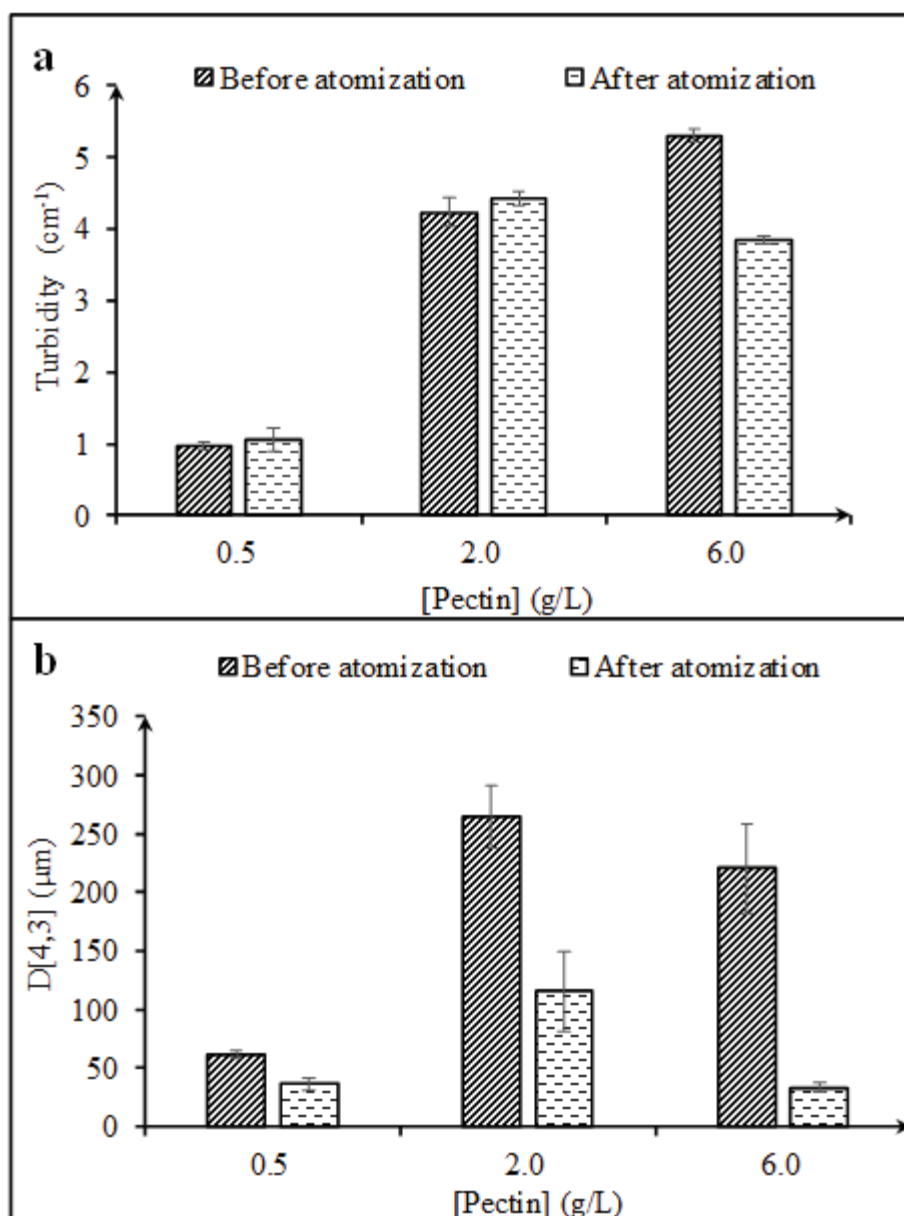 a
Before atomization After atomization
6
5
4
3
2
1
0
Turbidity (cm⁻¹)
0.5 2.0 6.0
[Pectin] (g/L)
b
Before atomization After atomization
350
300
250
200
150
100
50
0
D[4,3] (μm)
0.5 2.0 6.0
[Pectin] (g/L)